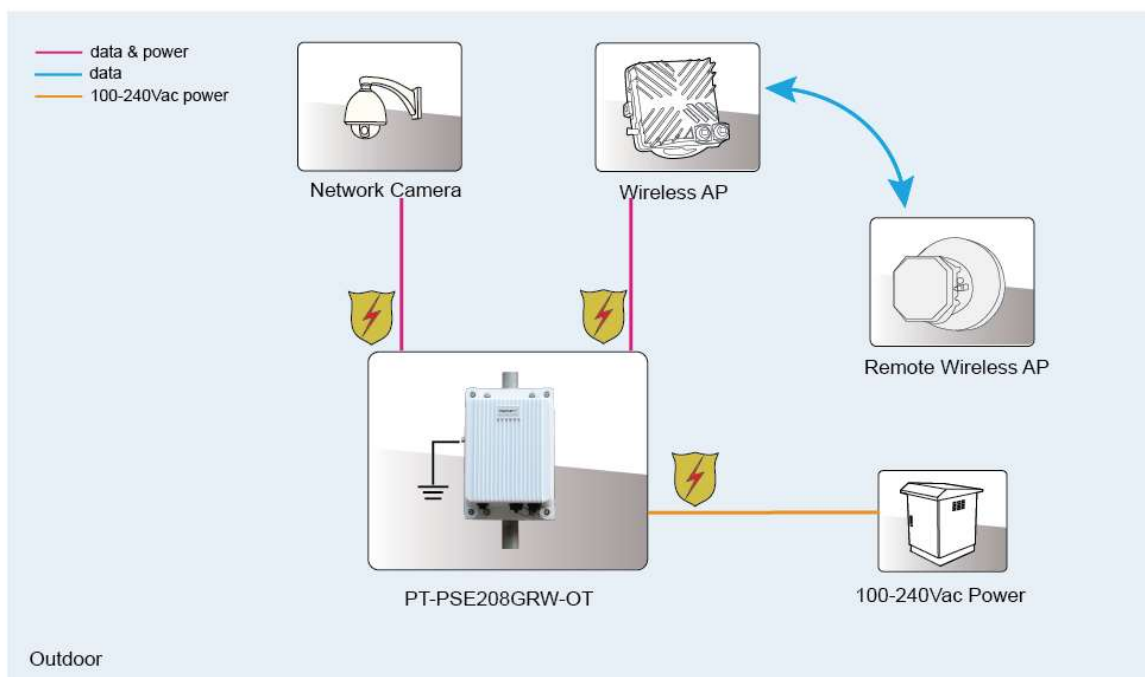 data & power
data
100-240Vac power
Network Camera
Wireless AP
Remote Wireless AP
PT-PSE208GRW-OT
100-240Vac Power
Outdoor